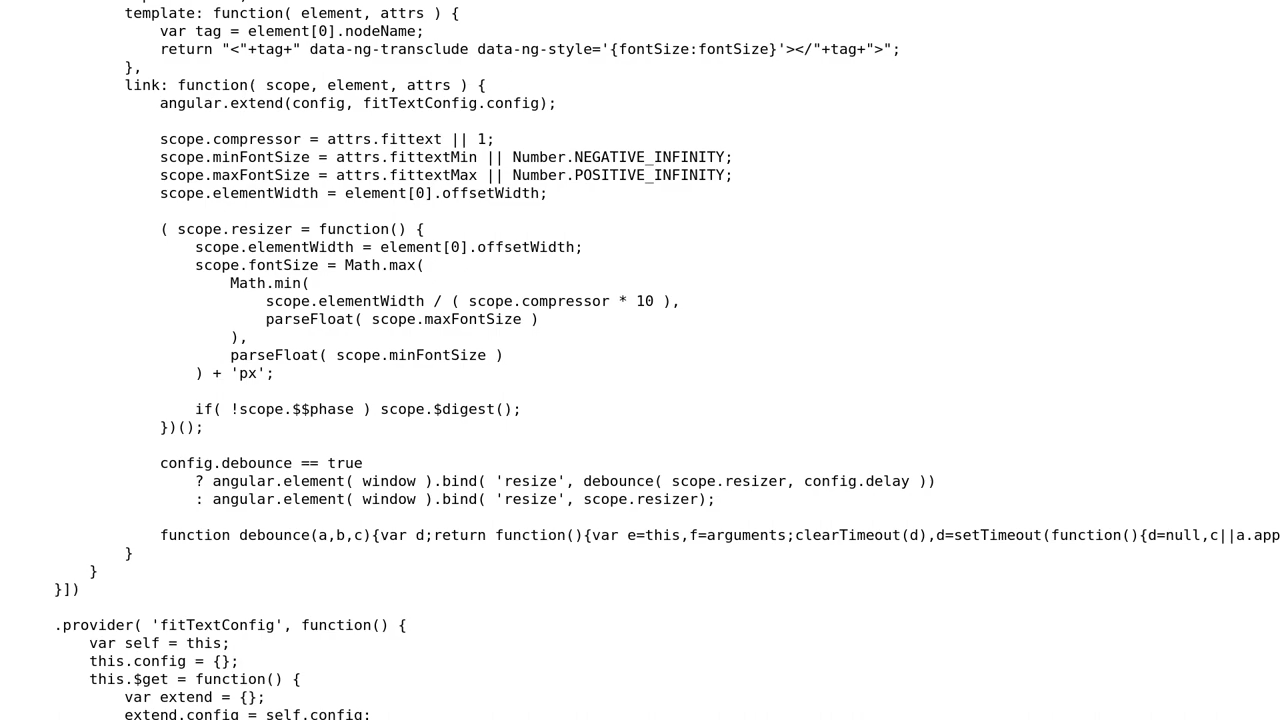 template: function( element, attrs ) {
var tag = element[0].nodeName;
return "<"+tag+" data-ng-transclude data-ng-style='{fontSize:fontSize}'></"+tag+">";
},
link: function( scope, element, attrs ) {
angular.extend(config, fitTextConfig.config);
scope.compressor = attrs.fittext || 1;
scope.minFontSize = attrs.fittextMin || Number.NEGATIVE_INFINITY;
scope.maxFontSize = attrs.fittextMax || Number.POSITIVE_INFINITY;
scope.elementWidth = element[0].offsetWidth;
( scope.resizer = function() {
scope.elementWidth = element[0].offsetWidth;
scope.fontSize = Math.max(
Math.min(
scope.elementWidth / ( scope.compressor * 10 ),
parseFloat( scope.maxFontSize )
),
parseFloat( scope.minFontSize )
) + 'px';
if( !scope.$$phase ) scope.$digest();
})();
config.debounce == true
? angular.element( window ).bind( 'resize', debounce( scope.resizer, config.delay ))
: angular.element( window ).bind( 'resize', scope.resizer);
function debounce(a,b,c){var d;return function(){var e=this,f=arguments;clearTimeout(d),d=setTimeout(function(){d=null,c||a.app
}
}
}])
.provider( 'fitTextConfig', function() {
var self = this;
this.config = {};
this.$get = function() {
var extend = {};
extend.config = self.config;